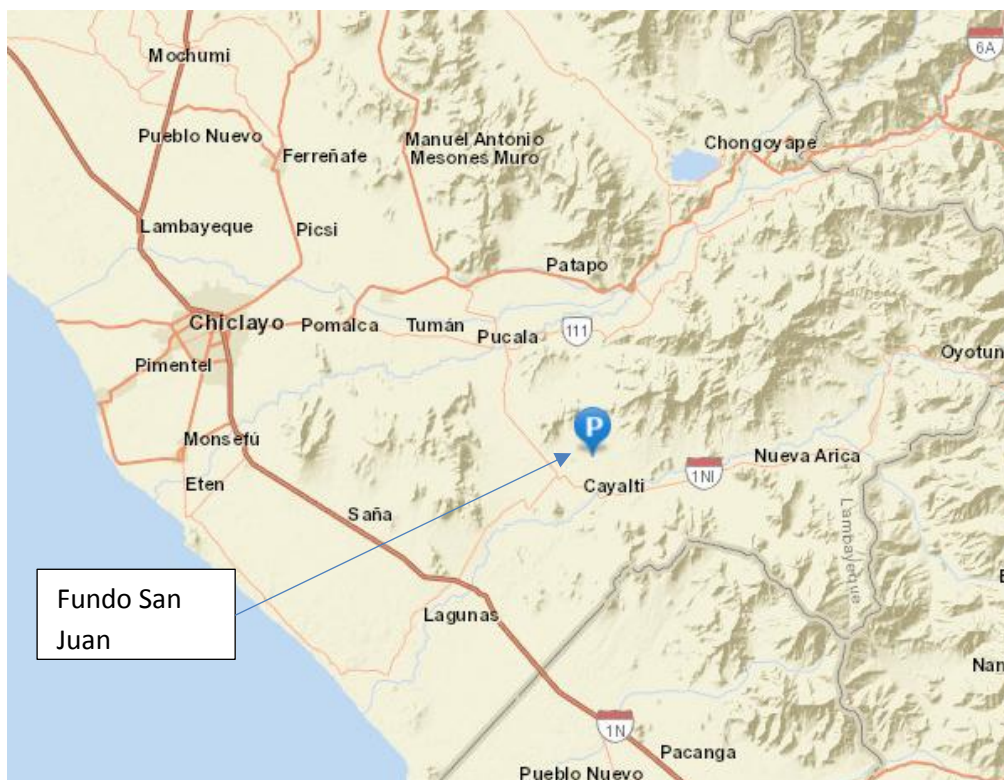 6A
Mochumi
Pueblo Nuevo
Ferreñafe
Manuel Antonio
Mesones Muro
Chongoyape
Lambayeque
Picsi
Patapo
Chiclayo
Pomalca
Tumán
Pucala
111
Oyotun
Pimentel
P
Monsefú
Nueva Arica
1NI
Eten
Cayalti
Saña
Lambayeque
Fundo San
Juan
Lagunas
Nan
1N
Pacanga
Pueblo Nuevo